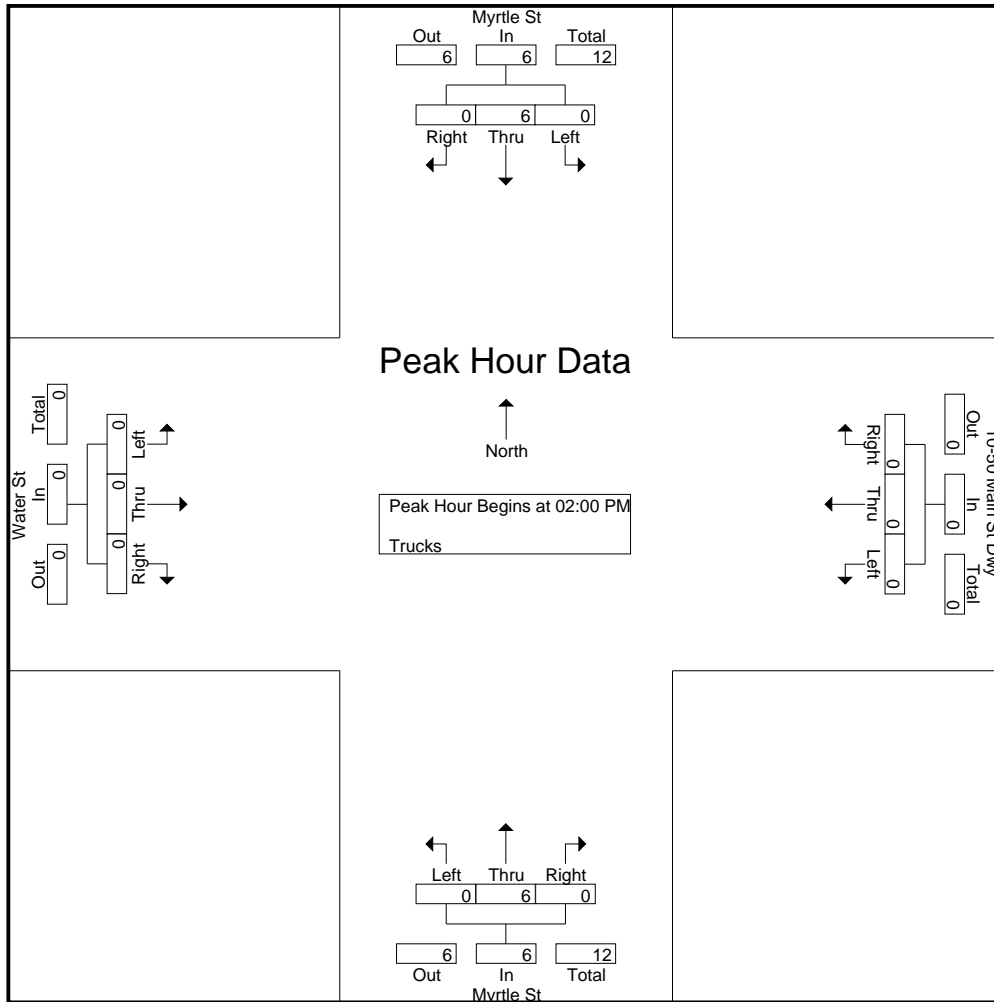 Myrtle St
Out In Total
6 6 12
0 6 0
Right Thru Left
Peak Hour Data
North
Peak Hour Begins at 02:00 PM
Trucks
Water St
Total In Out
0 0 0
0 0 0
Left Thru Right
Main St Dwy
Out In Total
0 0 0
0 0 0
Right Thru Left
Left Thru Right
0 6 0
6 6 12
Out In Total
Myrtle St